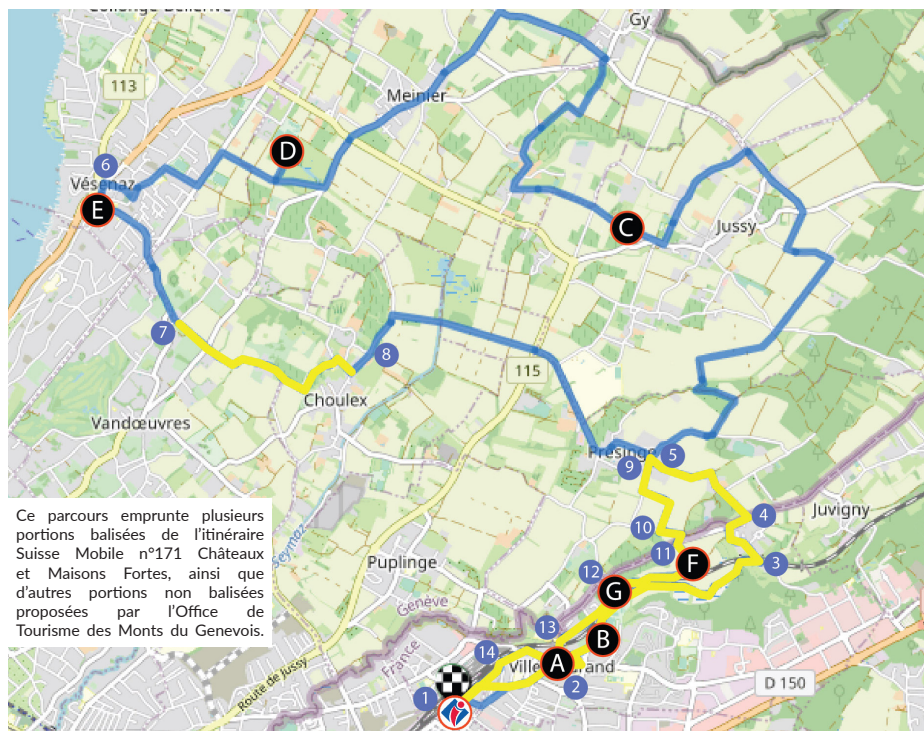 Gy
113
Meinier
D
6
Vésenaz
E
C
Jussy
7
8
115
Choulex
Vandœuvres
Presinge
5
9
4
Juvigny
10
11
3
F
Ce parcours emprunte plusieurs
portions balisées de l'itinéraire
Suisse Mobile n°171 Châteaux
et Maisons Fortes, ainsi que
d'autres portions non balisées
proposées par l'Office de
Tourisme des Monts du Genevois.
Seymaz
Puplinge
12
G
Genève
France
13
B
14
A
2
D 150
Route de Jussy
1